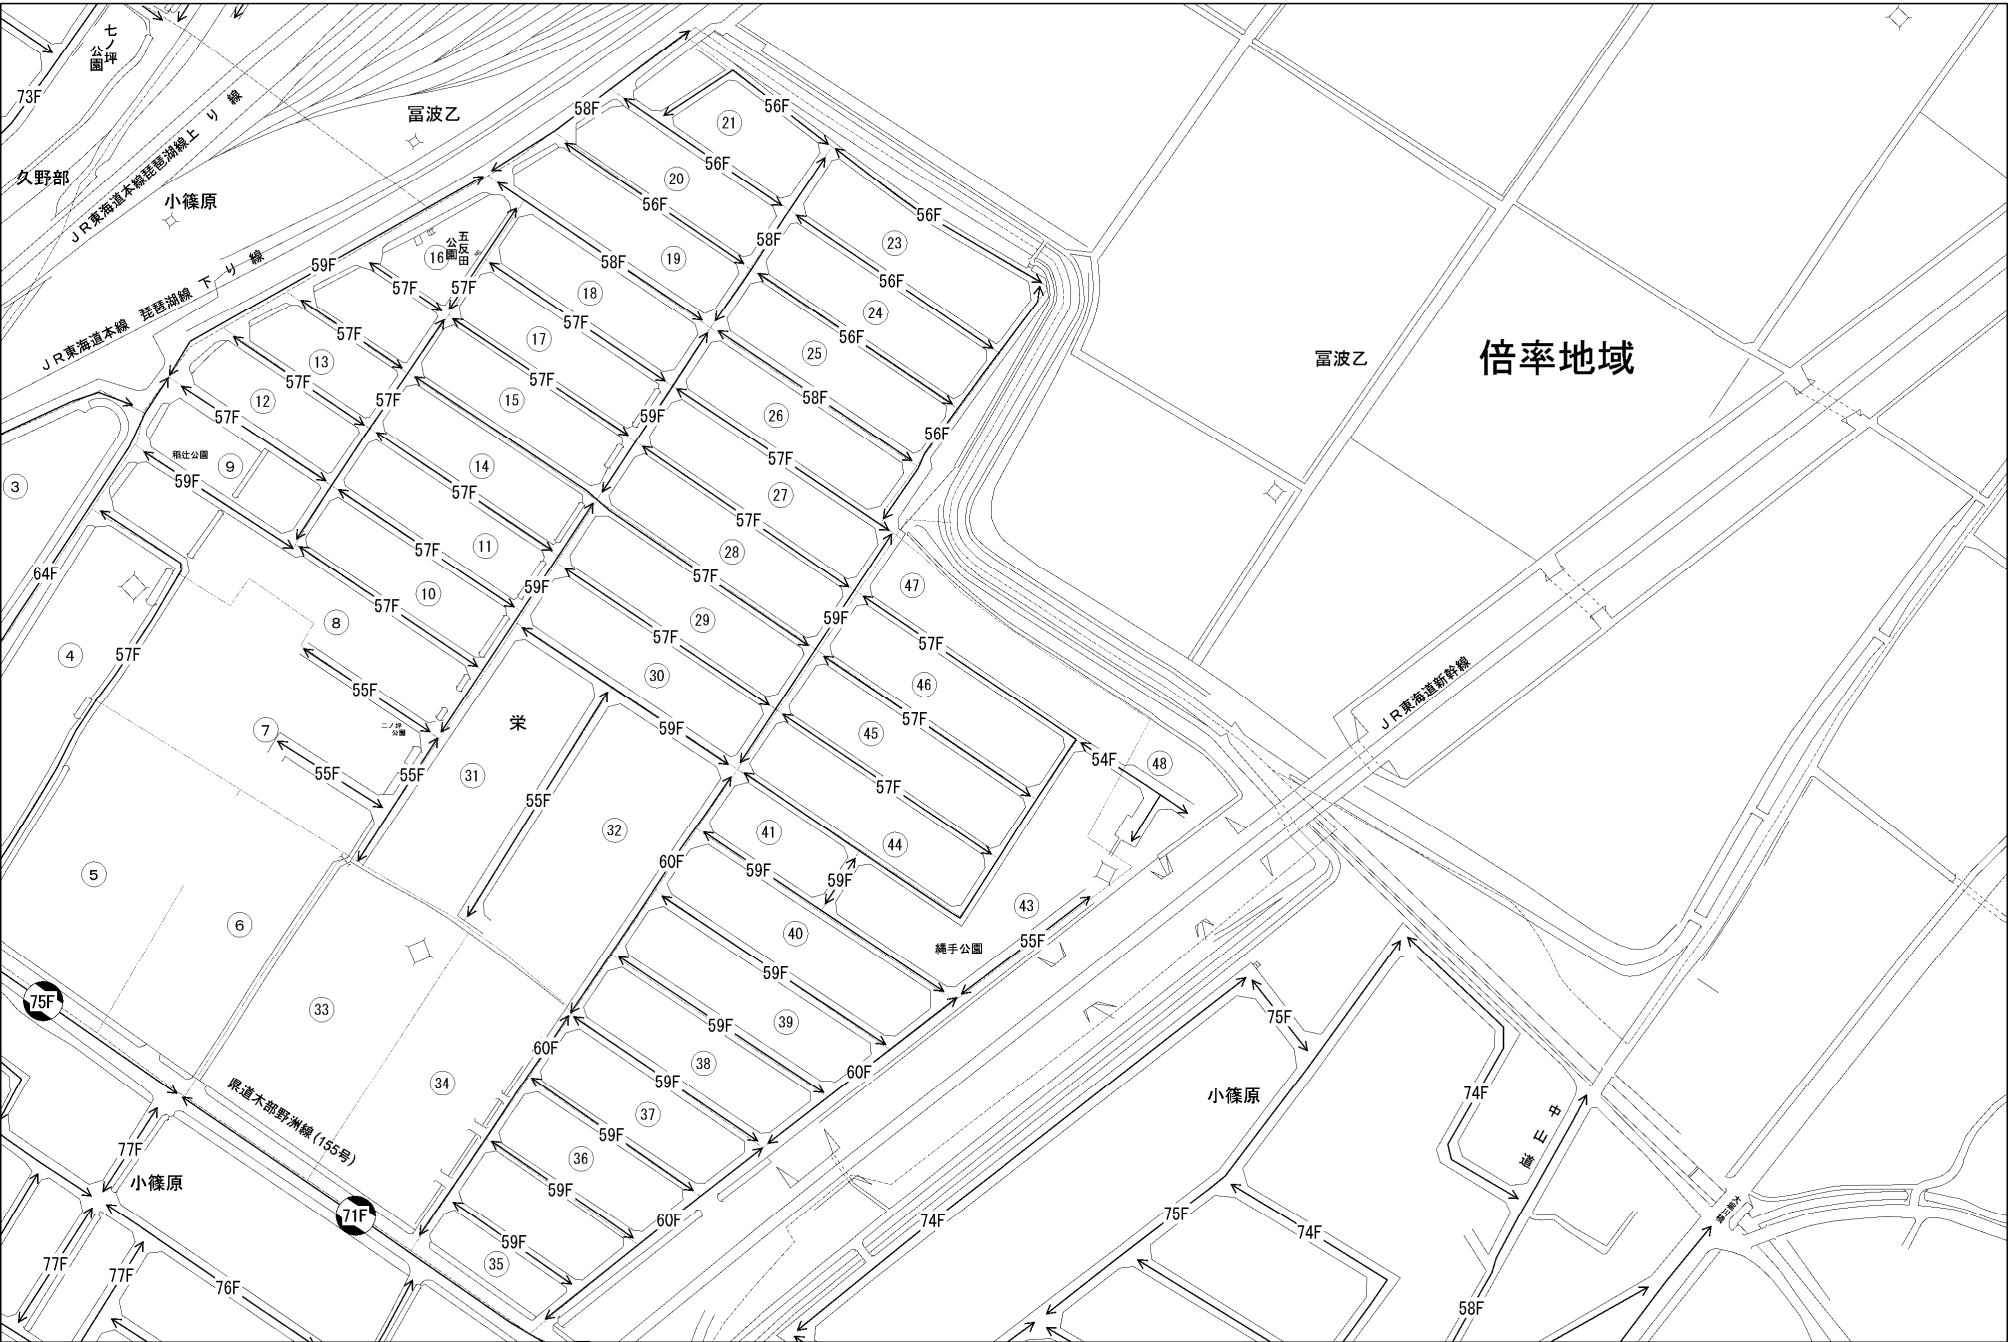 七ノ坪
公園
73F
久野部
小篠原
冨波乙
JR東海道本線琵琶湖線上り線
JR東海道本線 琵琶湖線 下り線
58F
56F
21
56F
20
56F
56F
23
58F
19
58F
56F
24
五反田
公園
16
59F
57F
57F
18
57F
25
56F
13
57F
17
57F
26
58F
56F
冨波乙
倍率地域
12
57F
57F
15
59F
27
57F
稲辻公園
9
57F
59F
14
57F
28
57F
3
11
57F
59F
29
57F
47
64F
10
57F
8
30
57F
59F
57F
4
57F
55F
二ノ坪
公園
栄
59F
46
57F
45
57F
7
55F
55F
31
55F
32
54F
48
JR東海道新幹線
60F
41
59F
59F
44
5
6
40
59F
43
縄手公園
55F
75F
33
59F
39
60F
38
59F
60F
34
37
59F
県道木部野洲線(155号)
36
59F
60F
35
59F
71F
77F
小篠原
77F
77F
76F
75F
小篠原
74F
中山道
74F
75F
74F
58F